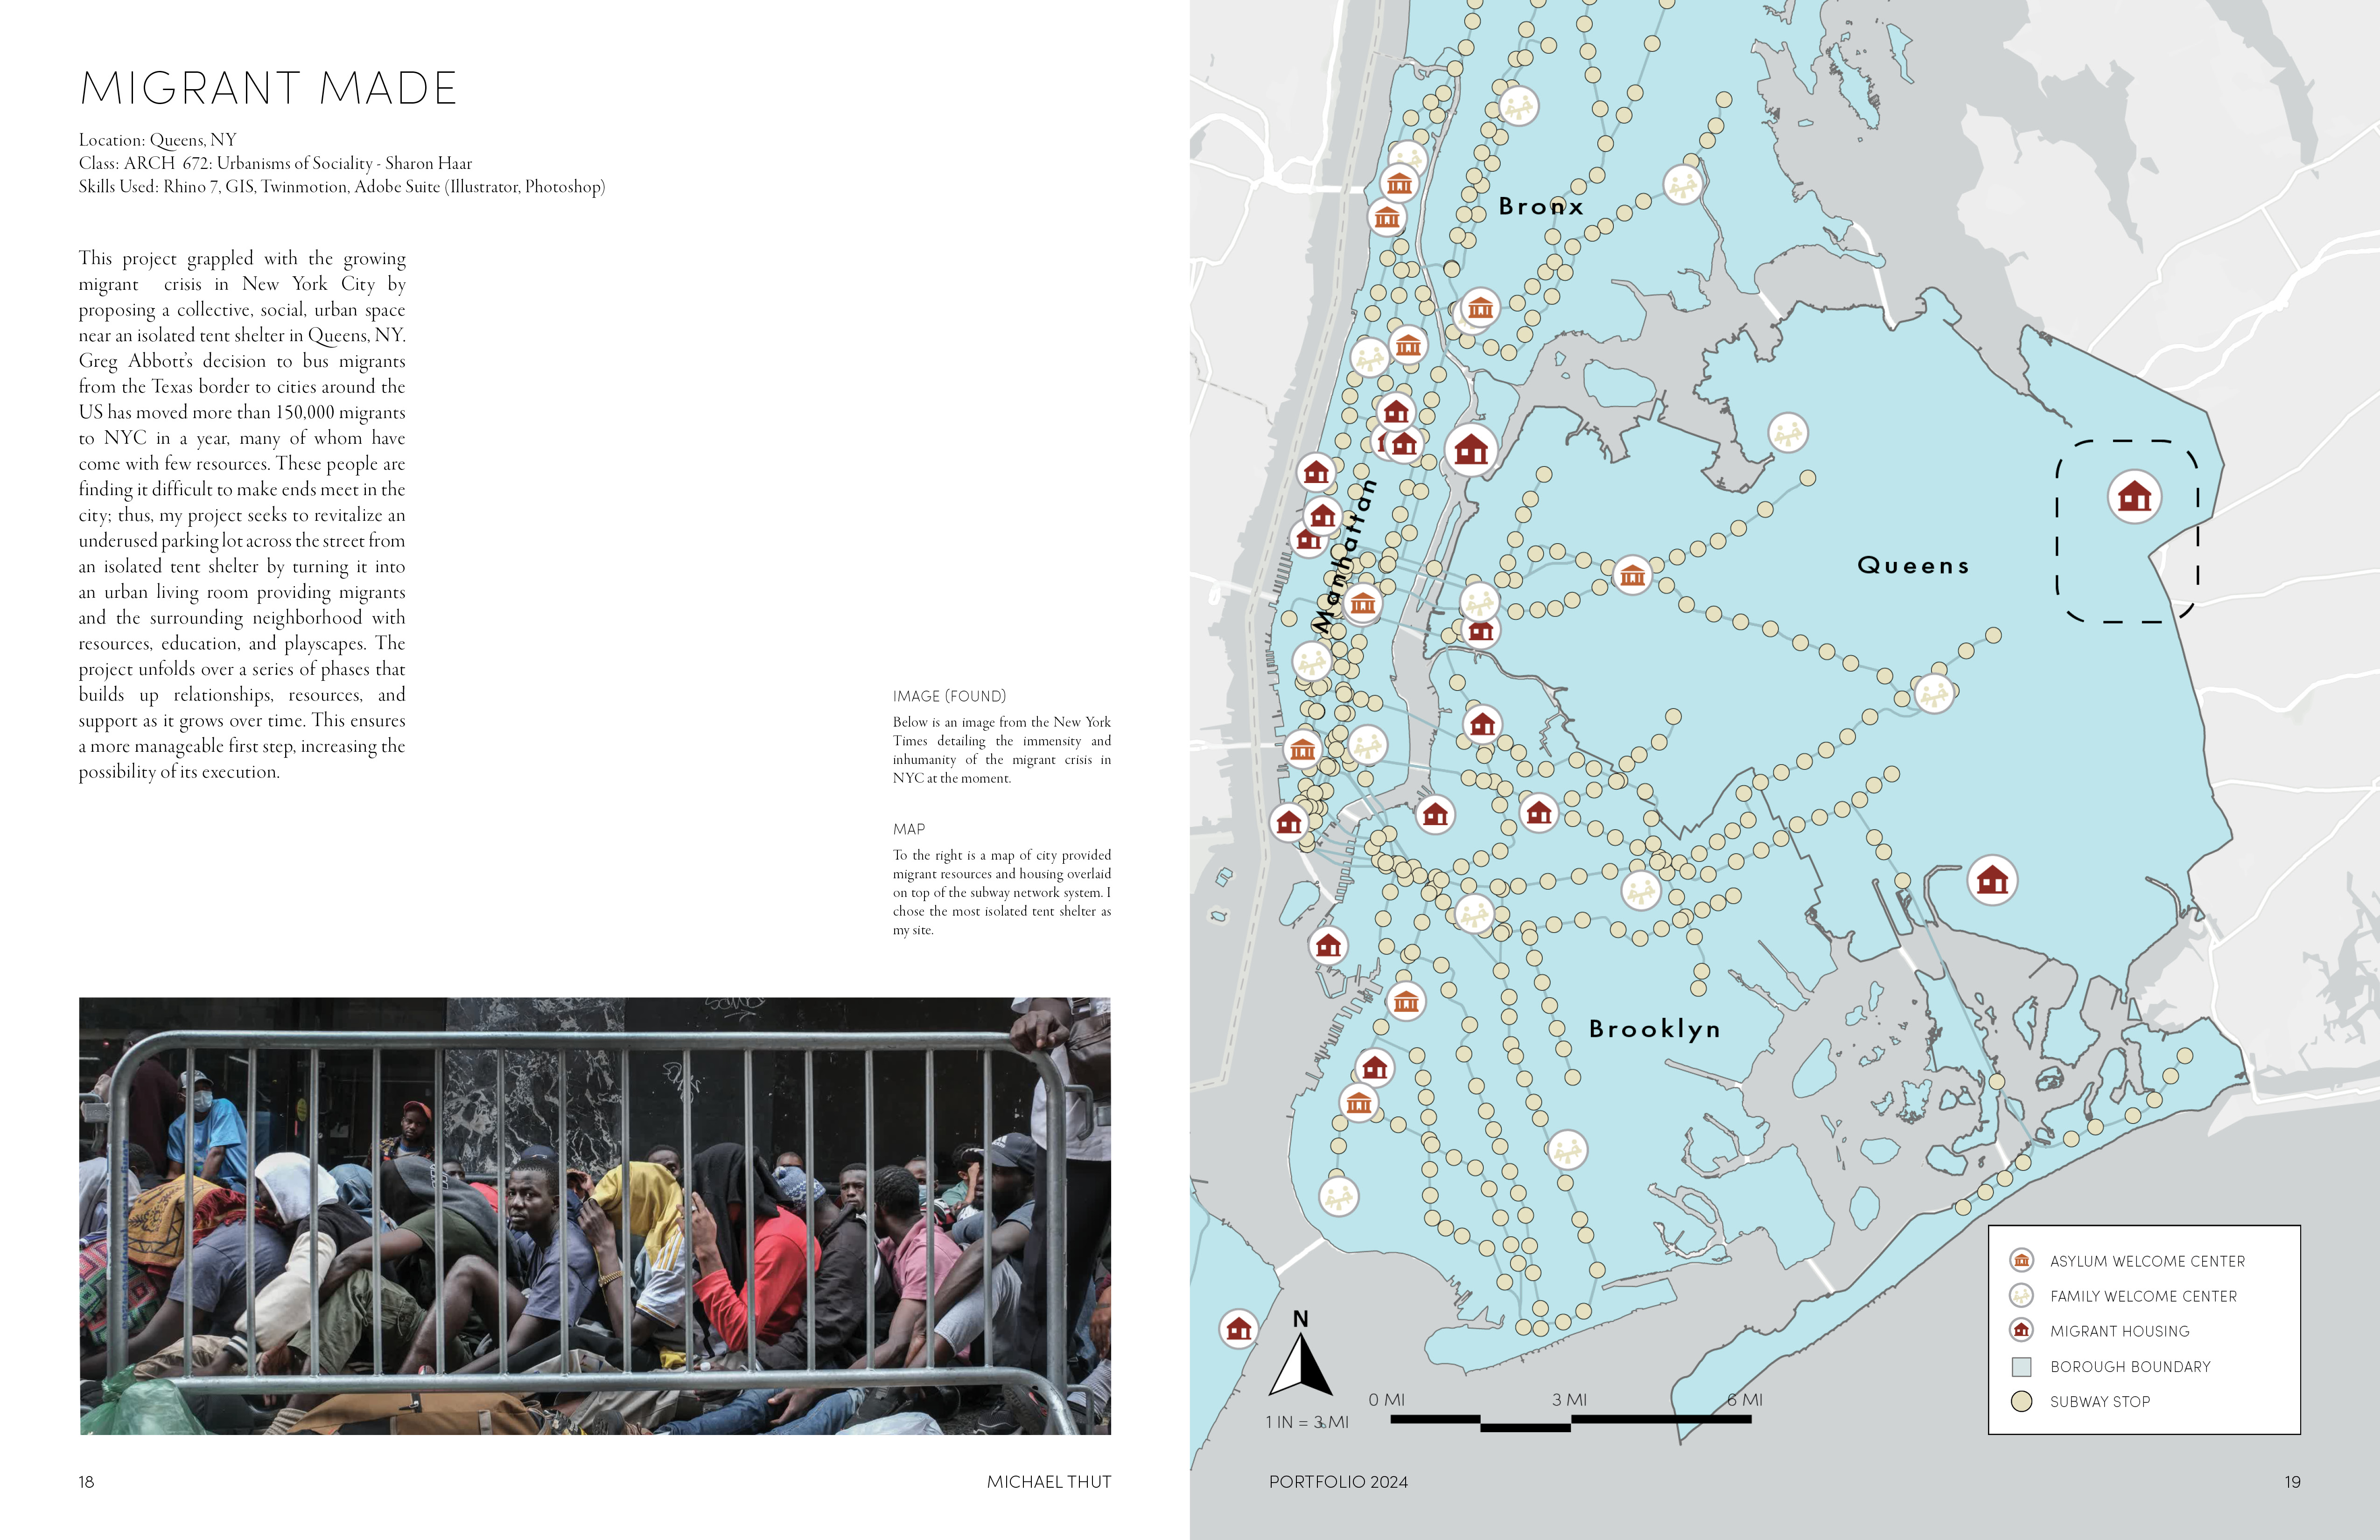 MIGRANT MADE
Location: Queens, NY
Class: ARCH 672: Urbanisms of Sociality - Sharon Haar
Skills Used: Rhino 7, GIS, Twinmotion, Adobe Suite (Illustrator, Photoshop)
This project grappled with the growing
migrant crisis in New York City by
proposing a collective, social, urban space
near an isolated tent shelter in Queens, NY.
Greg Abbott's decision to bus migrants
from the Texas border to cities around the
US has moved more than 150,000 migrants
to NYC in a year, many of whom have
come with few resources. These people are
finding it difficult to make ends meet in the
city; thus, my project seeks to revitalize an
underused parking lot across the street from
an isolated tent shelter by turning it into
an urban living room providing migrants
and the surrounding neighborhood with
resources, education, and playscapes. The
project unfolds over a series of phases that
builds up relationships, resources, and
support as it grows over time. This ensures
a more manageable first step, increasing the
possibility of its execution.
IMAGE (FOUND)
Below is an image from the New York
Times detailing the immensity and
inhumanity of the migrant crisis in
NYC at the moment.
MAP
To the right is a map of city provided
migrant resources and housing overlaid
on top of the subway network system. I
chose the most isolated tent shelter as
my site.
18
MICHAEL THUT
Bronx
Manhattan
Queens
Brooklyn
N
1 IN = 3 MI
0 MI
3 MI
6 MI
ASYLUM WELCOME CENTER
FAMILY WELCOME CENTER
MIGRANT HOUSING
BOROUGH BOUNDARY
SUBWAY STOP
PORTFOLIO 2024
19